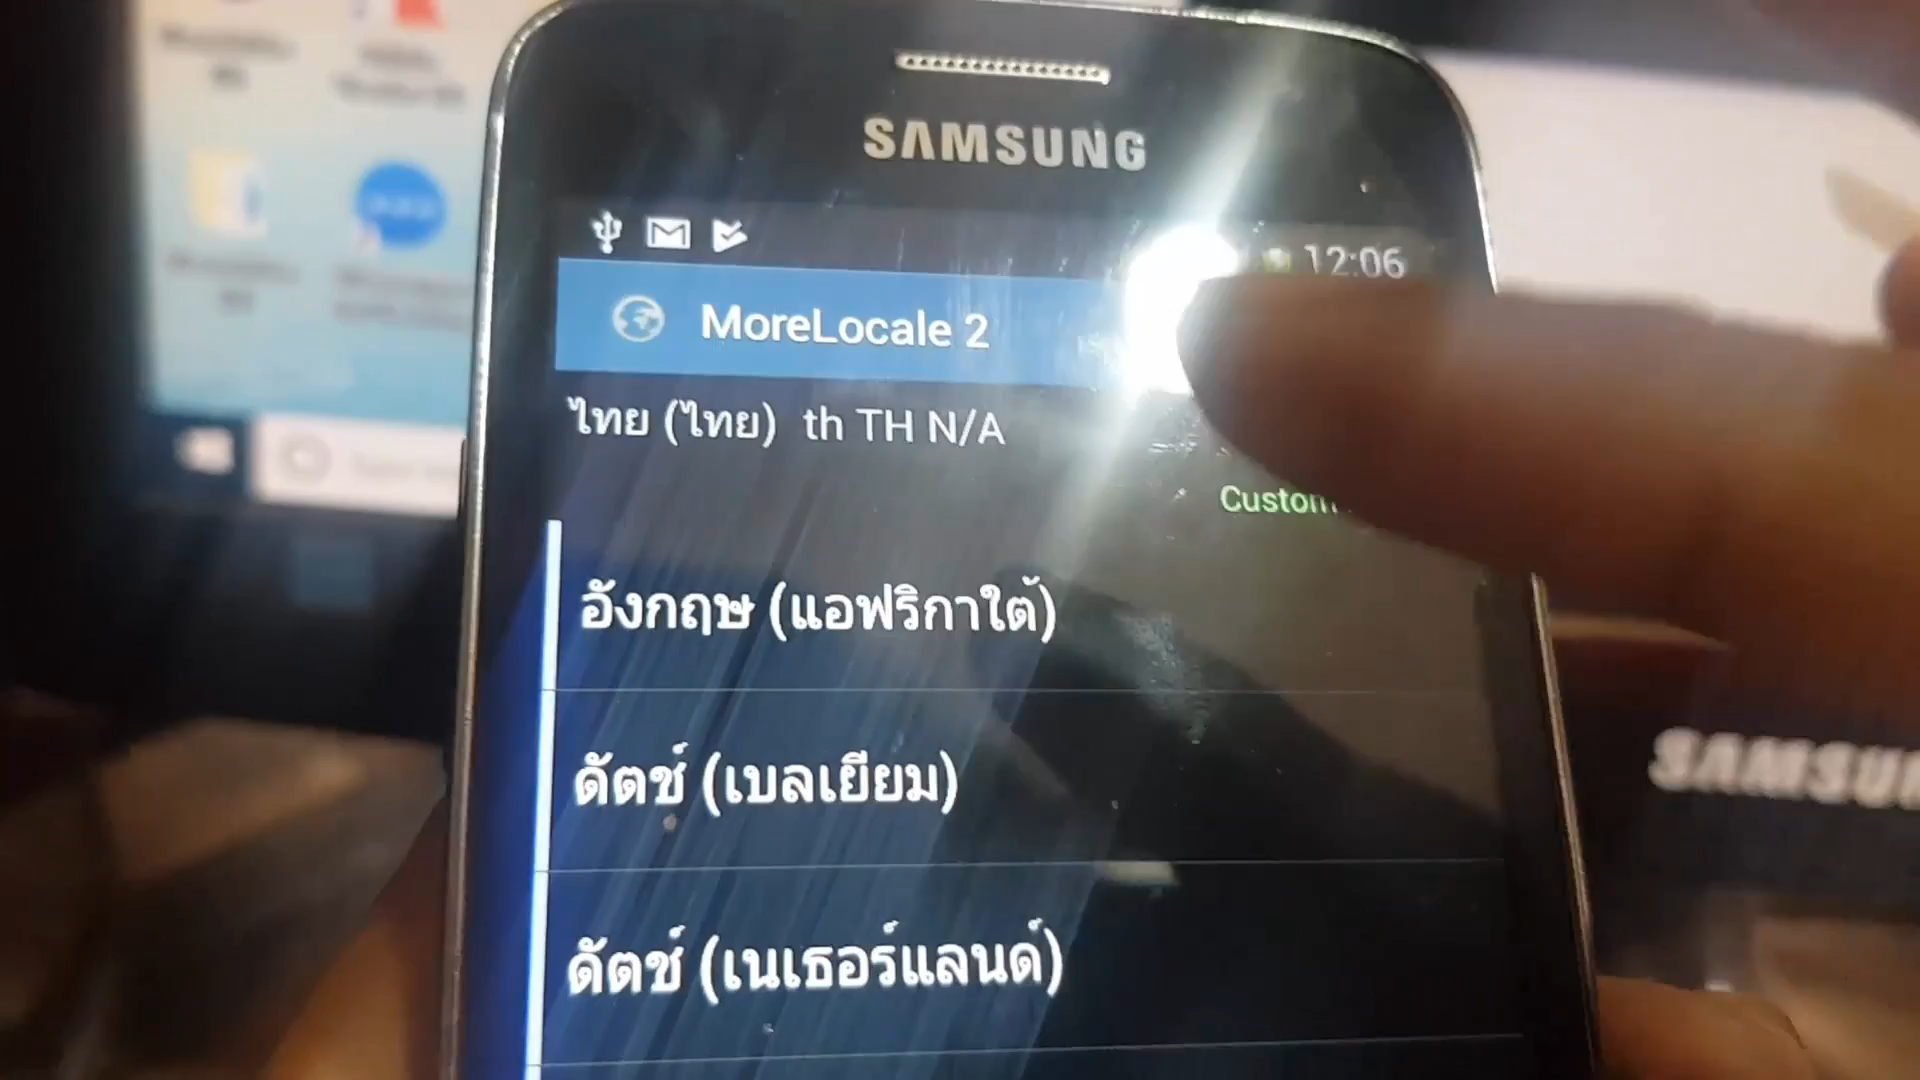 SAMSUNG
12:06
MoreLocale 2
ไทย (ไทย) th TH N/A
Custom
อังกฤษ (แอฟริกาใต้)
ดัตช์ (เบลเยียม)
ดัตช์ (เนเธอร์แลนด์)
SAMSU